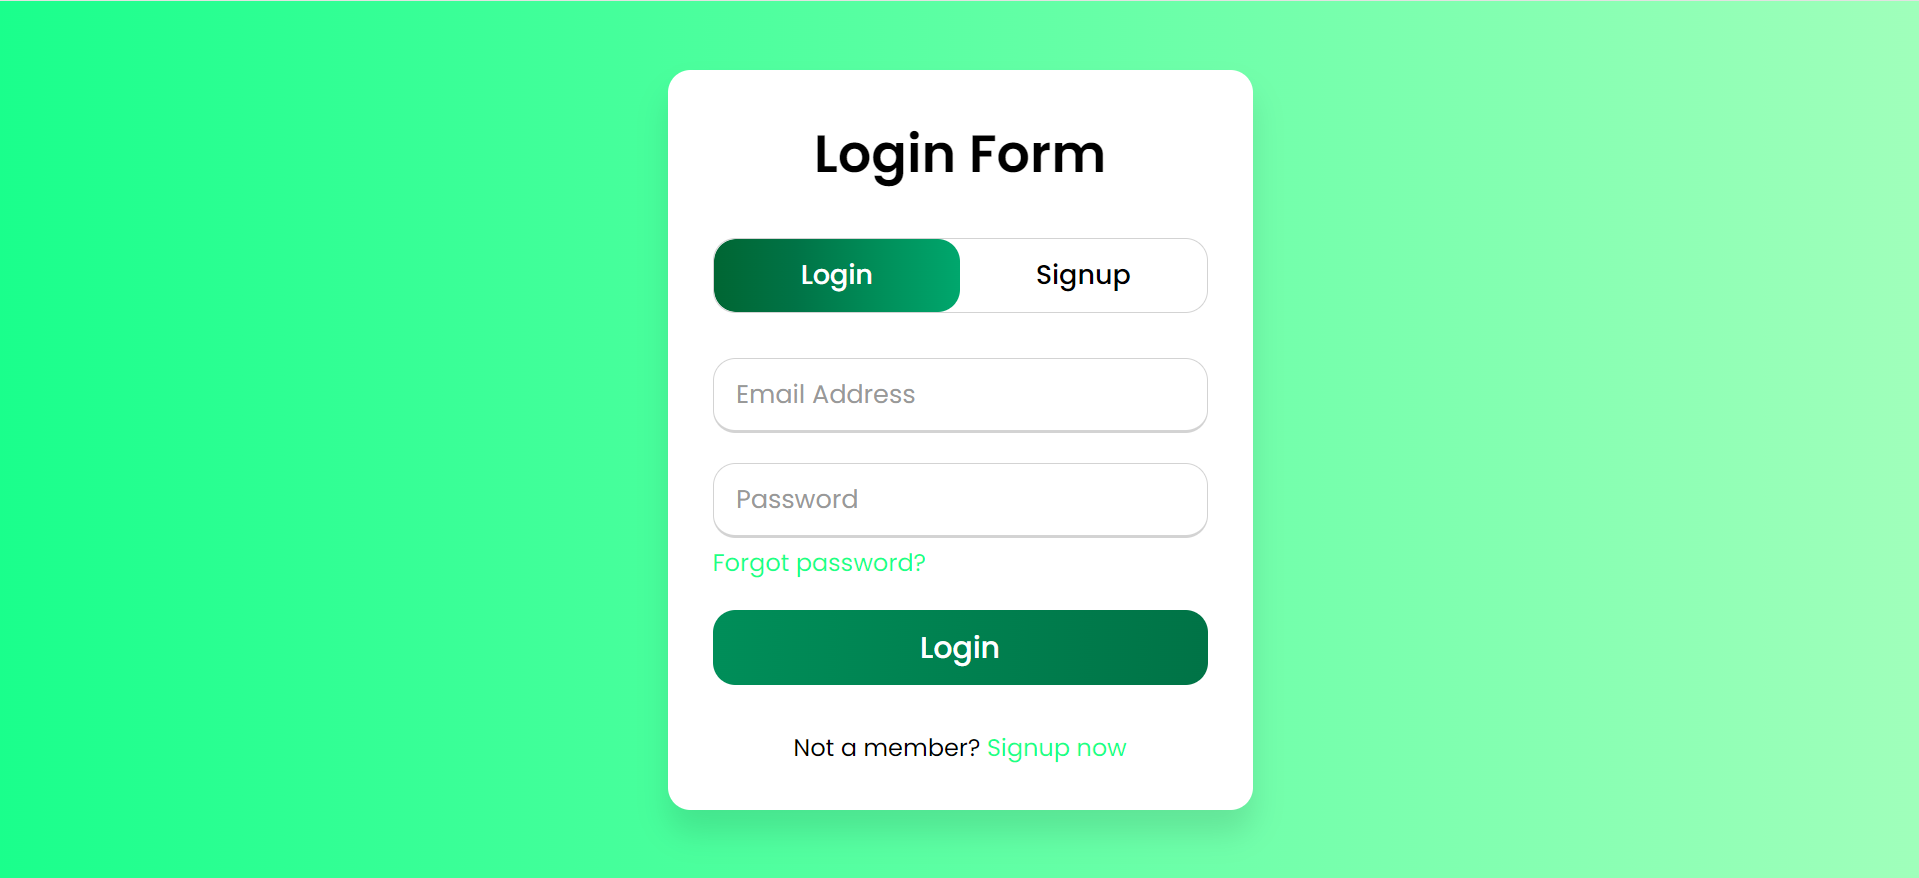 Login Form
Login Signup
Email Address
Password
Forgot password?
Login
Not a member? Signup now